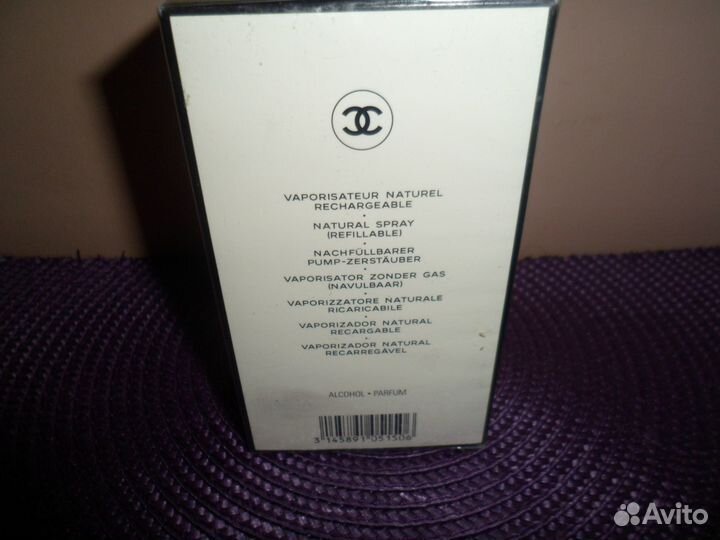 VAPORISATEUR NATUREL
RECHARGEABLE
•
NATURAL SPRAY
(REFILLABLE)
•
NACHFÜLLBARER
PUMP-ZERSTÄUBER
•
VAPORISATOR ZONDER GAS
(NAVULBAAR)
•
VAPORIZZATORE NATURALE
RICARICABILE
•
VAPORIZADOR NATURAL
RECARGABLE
•
VAPORIZADOR NATURAL
RECARREGÁVEL
ALCOHOL • PARFUM
3 145891 051506
Avito